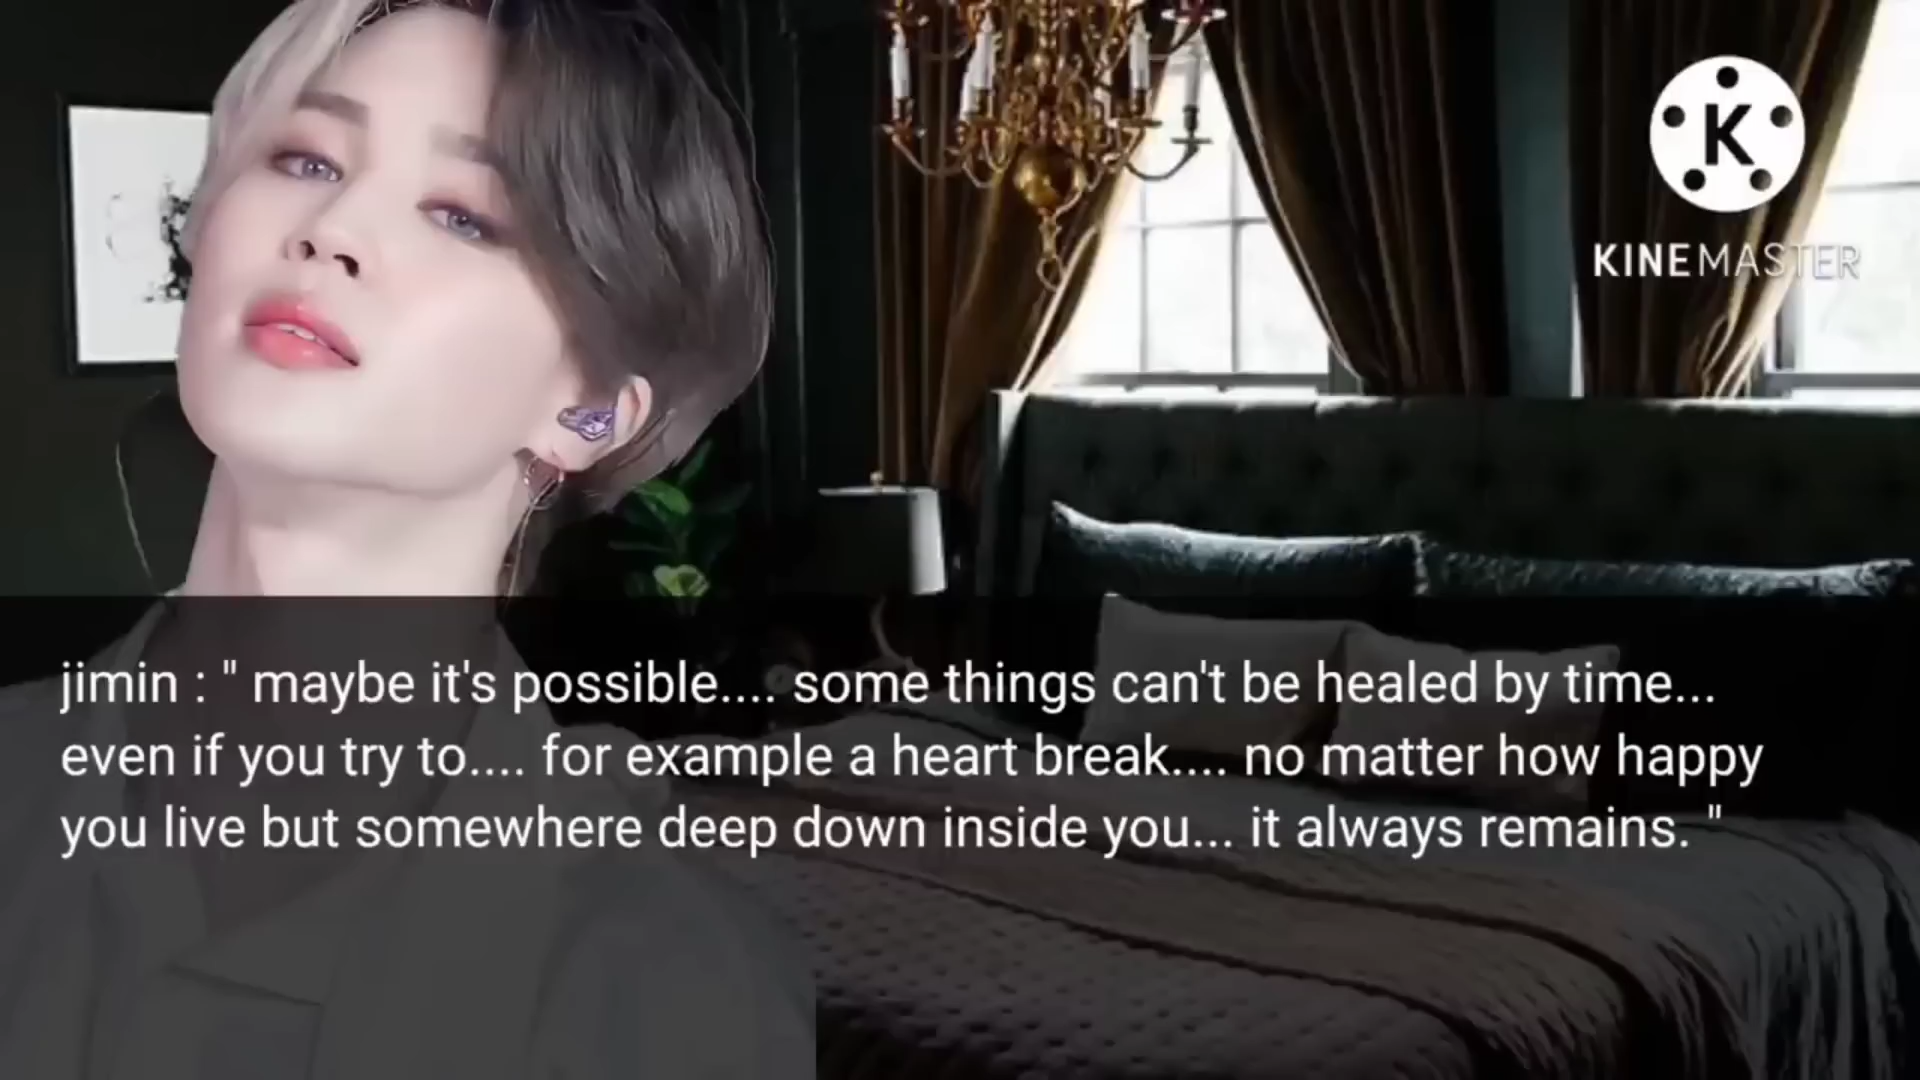 K
KINEMASTER
jimin : " maybe it's possible.... some things can't be healed by time...
even if you try to.... for example a heart break.... no matter how happy
you live but somewhere deep down inside you... it always remains. "